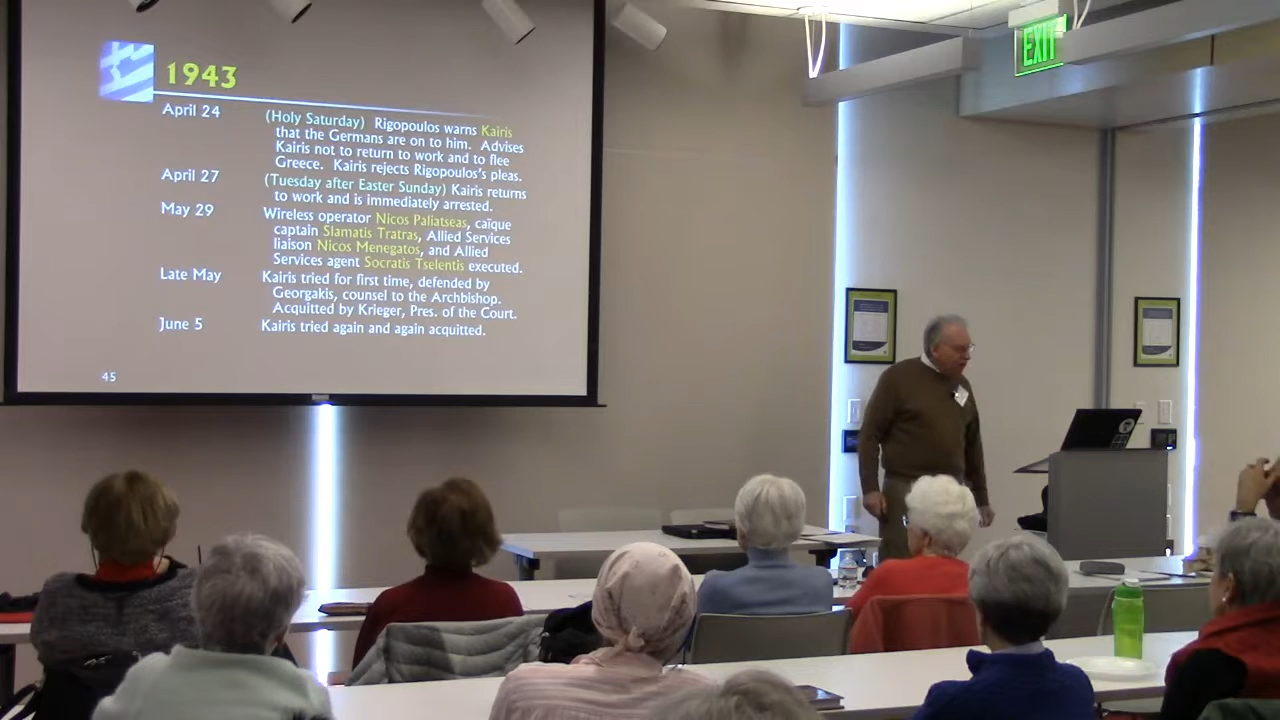 1943
April 24 (Holy Saturday) Rigopoulos warns Kairis
that the Germans are on to him. Advises
Kairis not to return to work and to flee
Greece. Kairis rejects Rigopoulos's pleas.
April 27 (Tuesday after Easter Sunday) Kairis returns
to work and is immediately arrested.
May 29 Wireless operator Nicos Paliatseas, caïque
captain Slamatis Tratras, Allied Services
liaison Nicos Menegatos, and Allied
Services agent Socratis Tselentis executed.
Late May Kairis tried for first time, defended by
Georgakis, counsel to the Archbishop.
Acquitted by Krieger, Pres. of the Court.
June 5 Kairis tried again and again acquitted.
45
EXIT